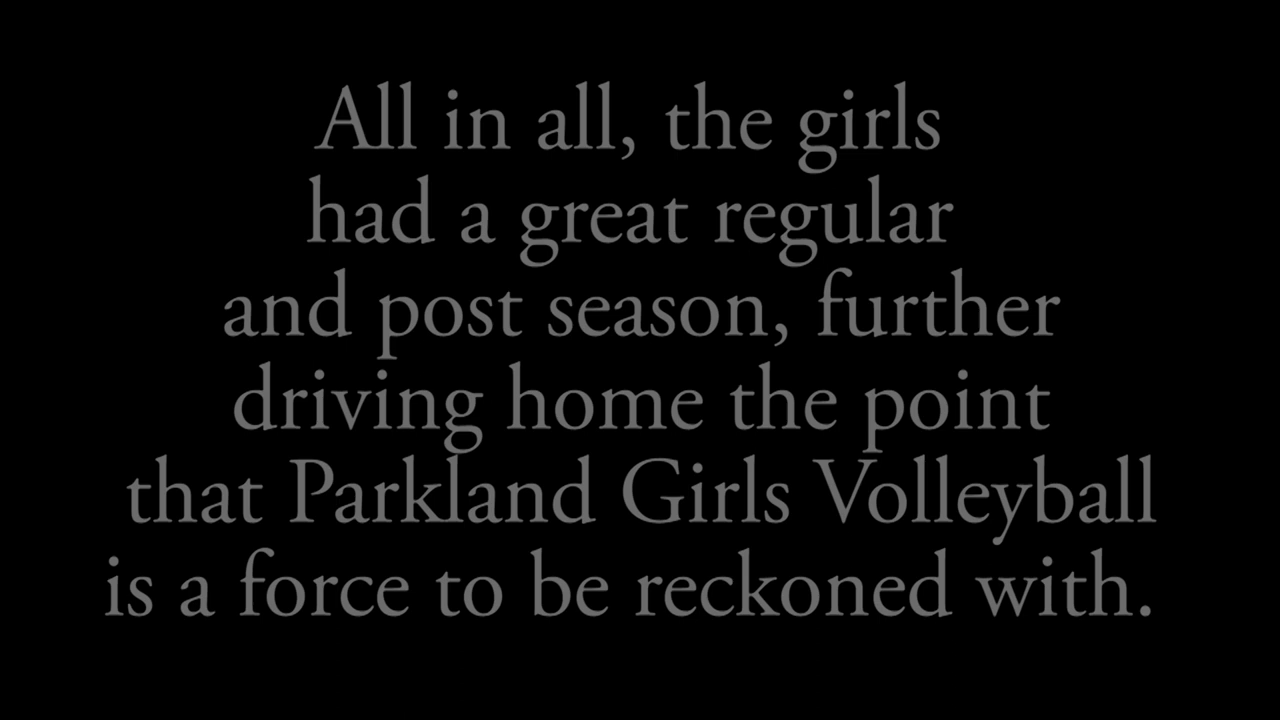 All in all, the girls
had a great regular
and post season, further
driving home the point
that Parkland Girls Volleyball
is a force to be reckoned with.